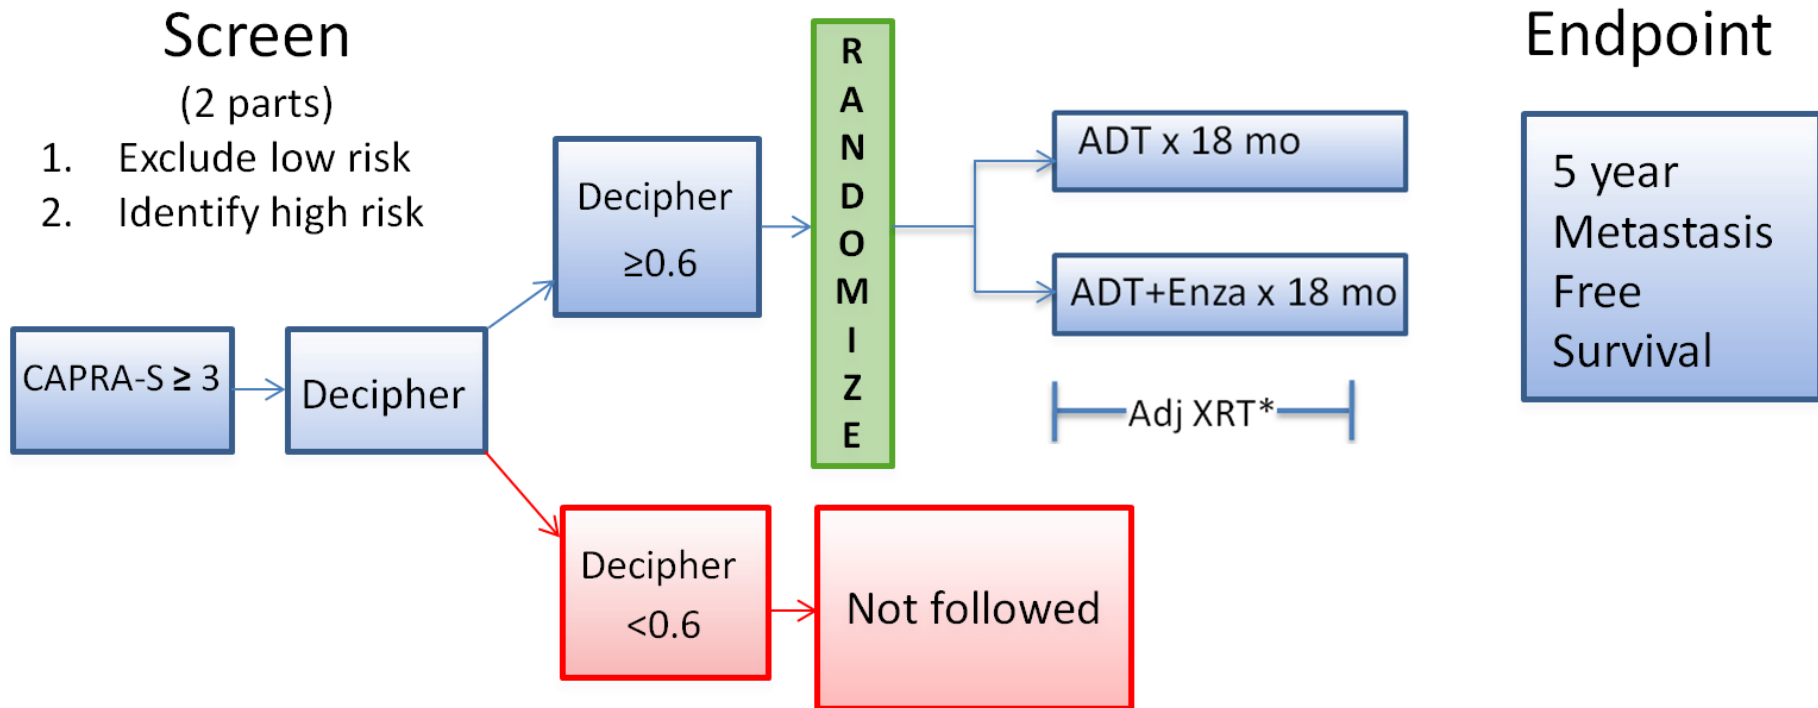 Screen
(2 parts)
1. Exclude low risk
2. Identify high risk
CAPRA-S ≥ 3
Decipher
Decipher
≥0.6
Decipher
<0.6
Not followed
RANDOMIZE
ADT x 18 mo
ADT+Enza x 18 mo
Adj XRT*
Endpoint
5 year
Metastasis
Free
Survival